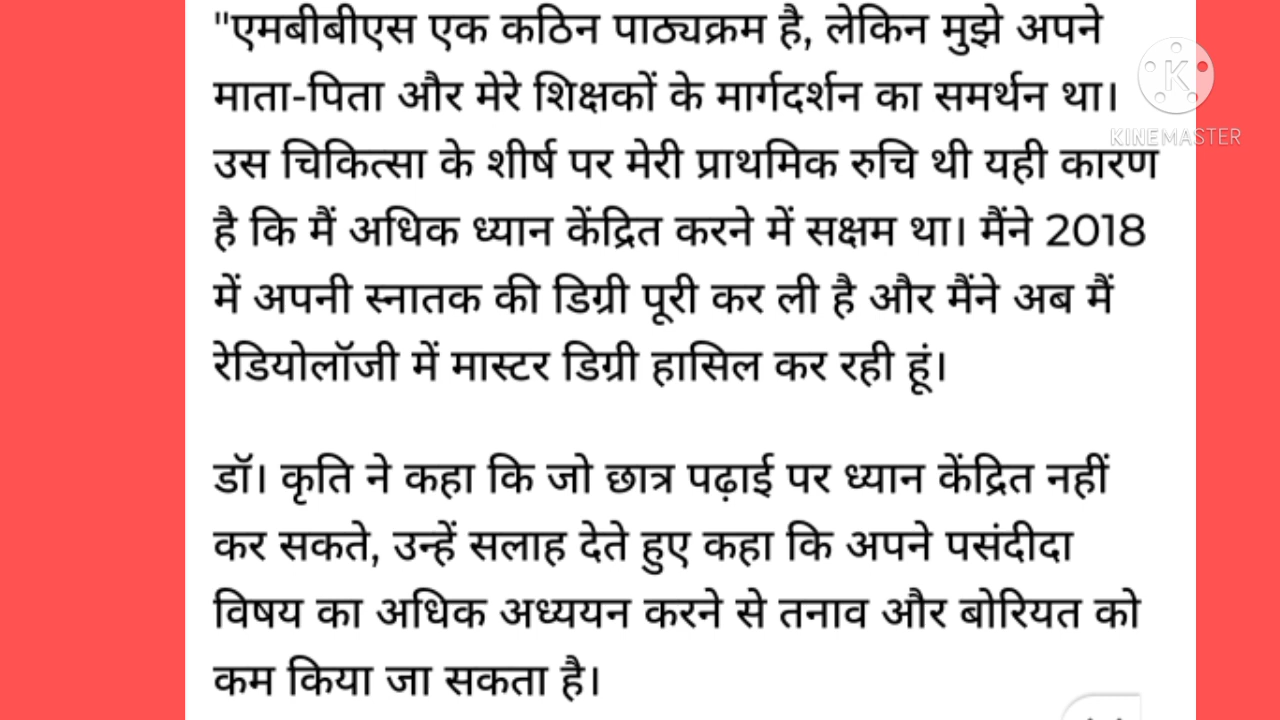 "एमबीबीएस एक कठिन पाठ्यक्रम है, लेकिन मुझे अपने
माता-पिता और मेरे शिक्षकों के मार्गदर्शन का समर्थन था।
उस चिकित्सा के शीर्ष पर मेरी प्राथमिक रुचि थी यही कारण
है कि मैं अधिक ध्यान केंद्रित करने में सक्षम था। मैंने 2018
में अपनी स्नातक की डिग्री पूरी कर ली है और मैंने अब मैं
रेडियोलॉजी में मास्टर डिग्री हासिल कर रही हूं।
डॉ। कृति ने कहा कि जो छात्र पढ़ाई पर ध्यान केंद्रित नहीं
कर सकते, उन्हें सलाह देते हुए कहा कि अपने पसंदीदा
विषय का अधिक अध्ययन करने से तनाव और बोरियत को
कम किया जा सकता है।
K
KINEMASTER